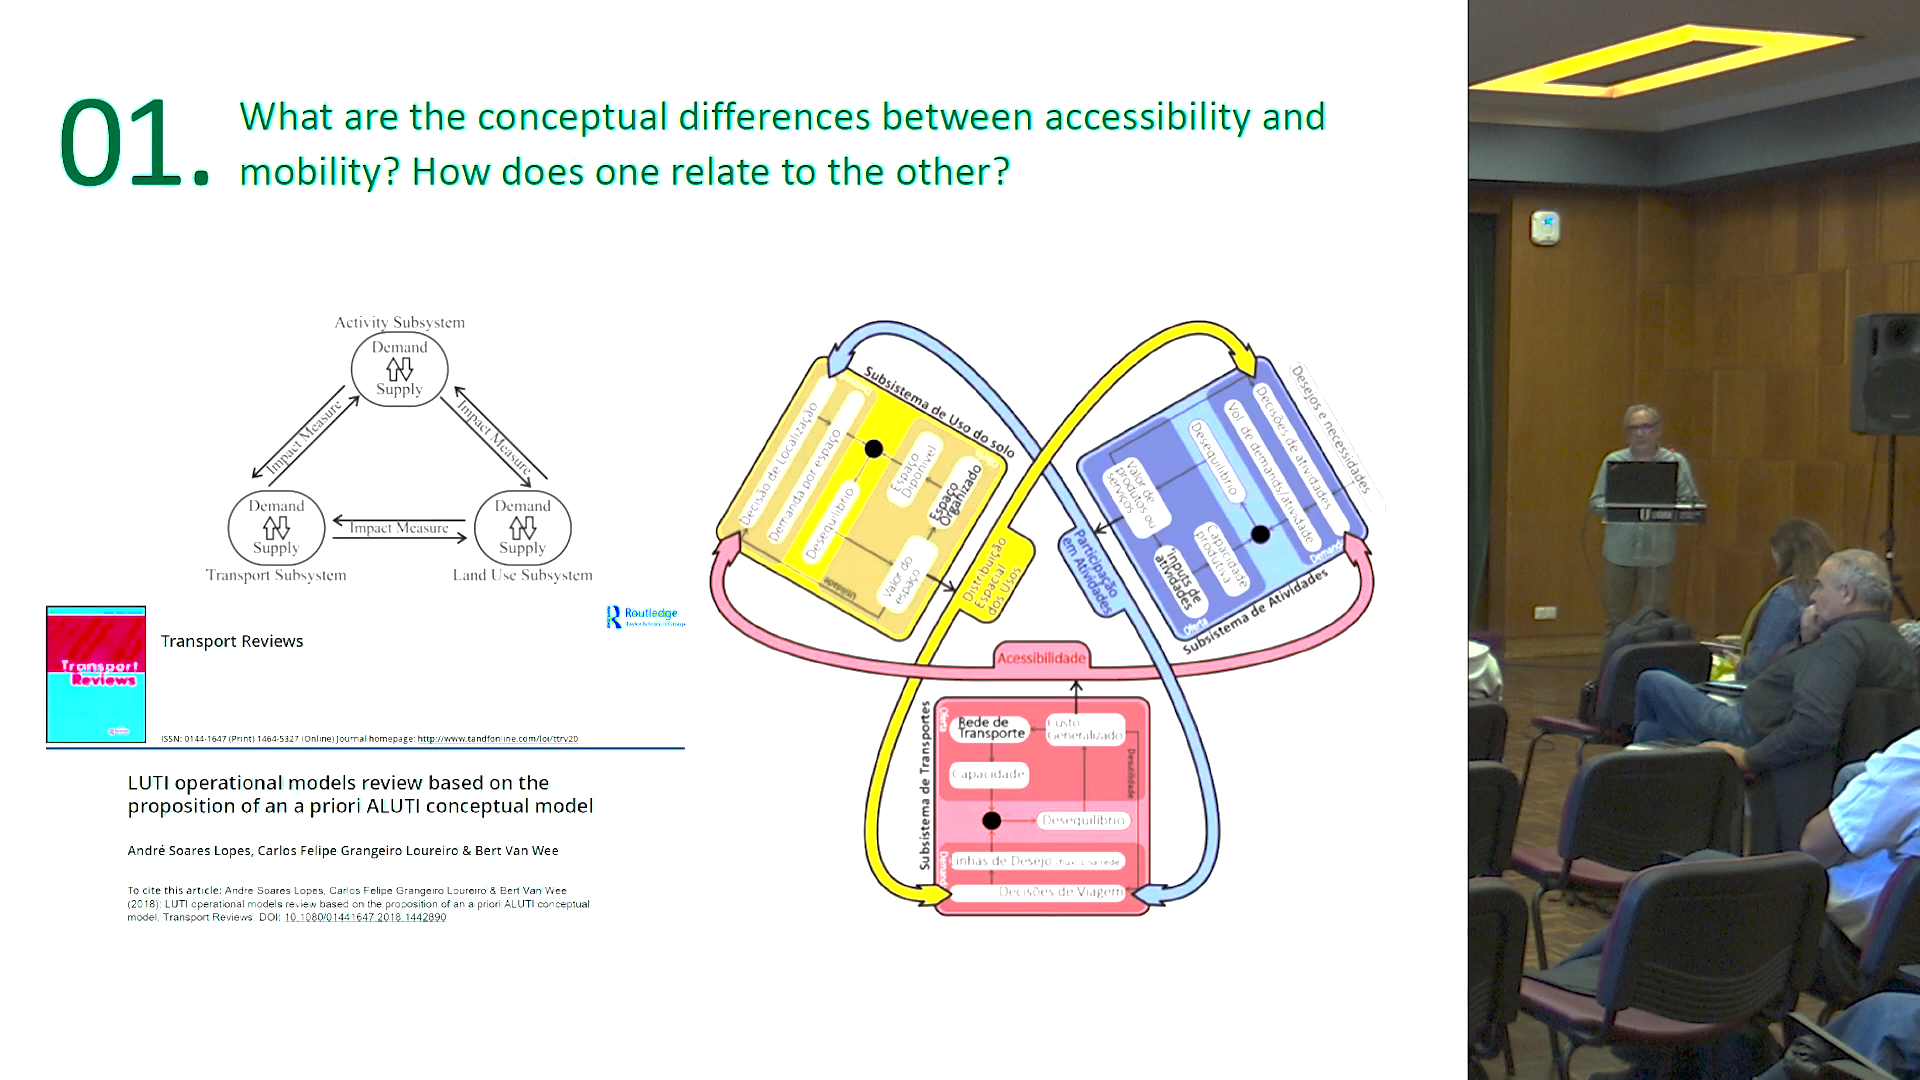 01.
What are the conceptual differences between accessibility and
mobility? How does one relate to the other?
Activity Subsystem
Demand
Supply
Impact Measure
Impact Measure
Demand
Supply
Impact Measure
Demand
Supply
Transport Subsystem
Land Use Subsystem
Routledge
Transport Reviews
Transport
Reviews
ISSN: 0144-1647 (Print) 1464-5327 (Online) Journal homepage: http://www.tandfonline.com/loi/ttrv20
LUTI operational models review based on the
proposition of an a priori ALUTI conceptual model
André Soares Lopes, Carlos Felipe Grangeiro Loureiro & Bert Van Wee
To cite this article: Andre Soares Lopes, Carlos Felipe Grangeiro Loureiro & Bert Van Wee
(2018): LUTI operational models review based on the proposition of an a priori ALUTI conceptual
model, Transport Reviews, DOI: 10.1080/01441647.2018.1442890
Subsistema de Uso do solo
Decisão de Localização
Demanda por espaço
Desequilíbrio
Espaço
Diponivel
Espaço
Organizado
Valor do
espaço
Distribuição
Espacial
dos Usos
Participação
em Atividades
Desejos e necessidades
Decisões de atividades
Vol. de demanda/atividade
Desequilíbrio
Valor de
produtos ou
serviços
Capacidade
produtiva
'inputs de
atividades
Demanda
Oferta
Subsistema de Atividades
Acessibilidade
Subsistema de Transportes
Oferta
Rede de
Transporte
Custo
Generalizado
Capacidade
Desutilidade
Desequilíbrio
Linhas de Desejo
Decisões de Viagem